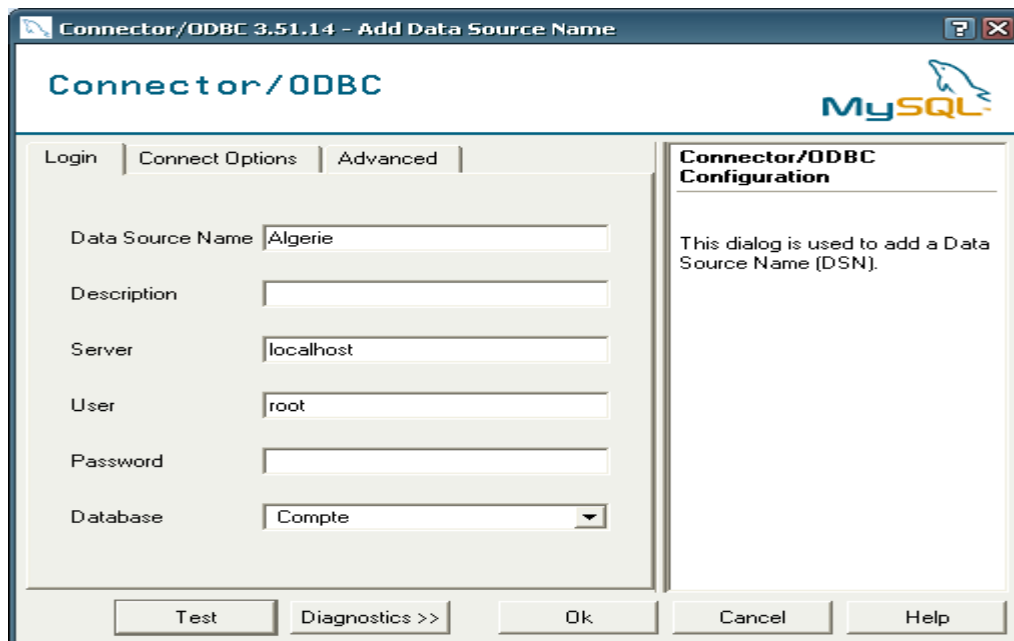 Connector/ODBC 3.51.14 - Add Data Source Name
Connector/ODBC
MySQL
Login
Connect Options
Advanced
Data Source Name Algerie
Description
Server localhost
User root
Password
Database Compte
Connector/ODBC
Configuration
This dialog is used to add a Data
Source Name (DSN).
Test
Diagnostics >>
Ok
Cancel
Help